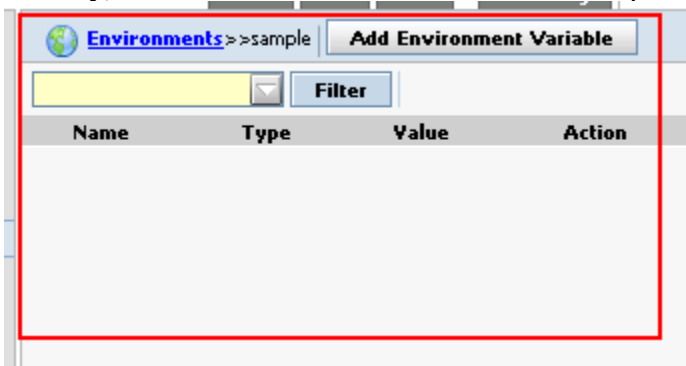 Environments>>sample Add Environment Variable
Filter
Name Type Value Action